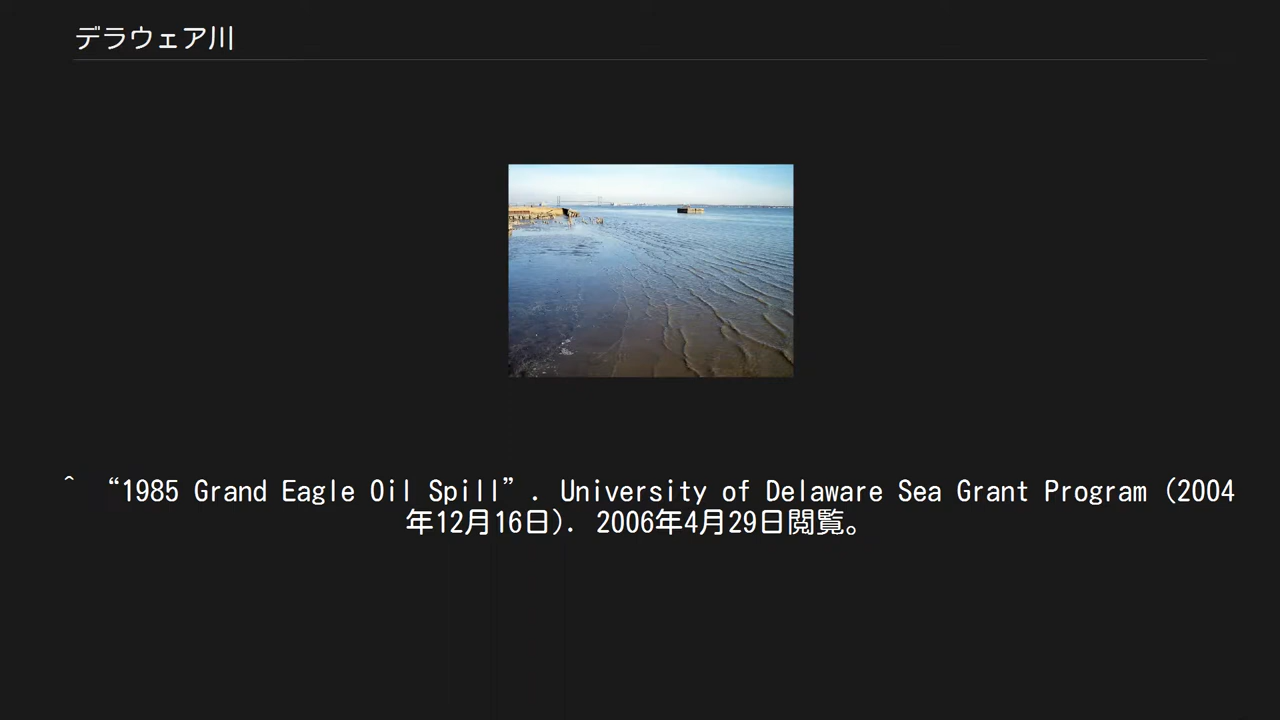 デラウェア川
^ “1985 Grand Eagle Oil Spill”. University of Delaware Sea Grant Program (2004
年12月16日). 2006年4月29日閲覧。